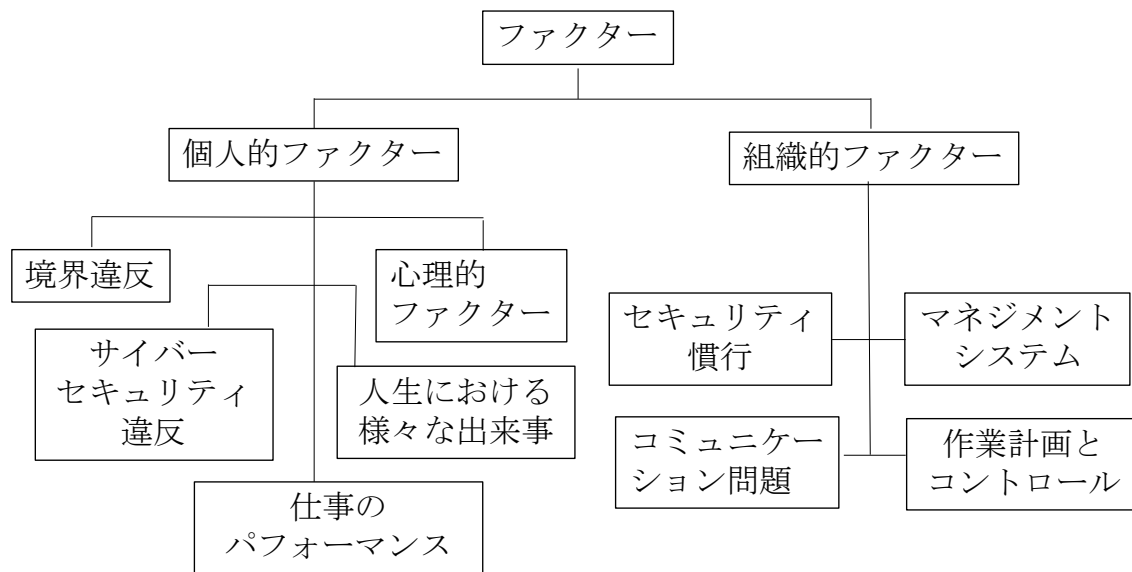 ファクター
個人的ファクター
組織的ファクター
境界違反
心理的
ファクター
サイバー
セキュリティ
違反
人生における
様々な出来事
仕事の
パフォーマンス
セキュリティ
慣行
マネジメント
システム
コミュニケー
ション問題
作業計画と
コントロール